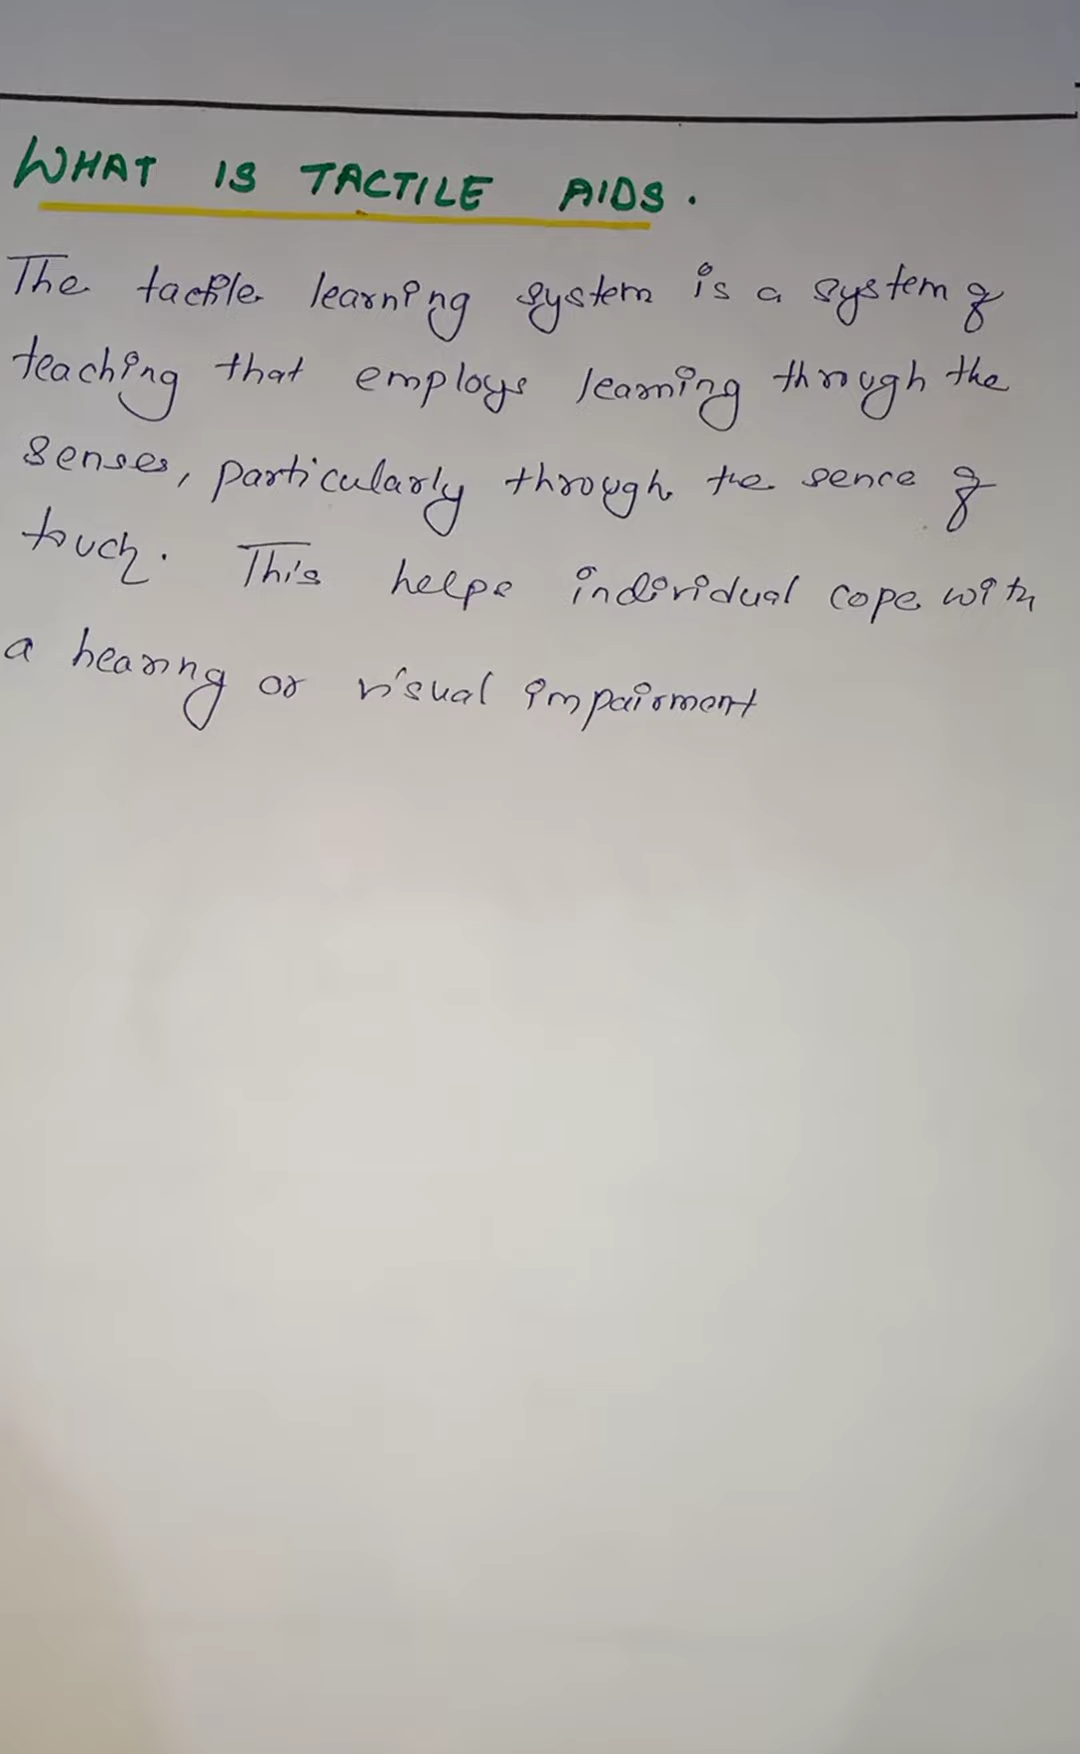 WHAT IS TACTILE AIDS.
The tactile learning system is a system of
teaching that employs learning through the
senses, particularly through the sence of
touch. This helps individual cope with
a hearing or visual impairment